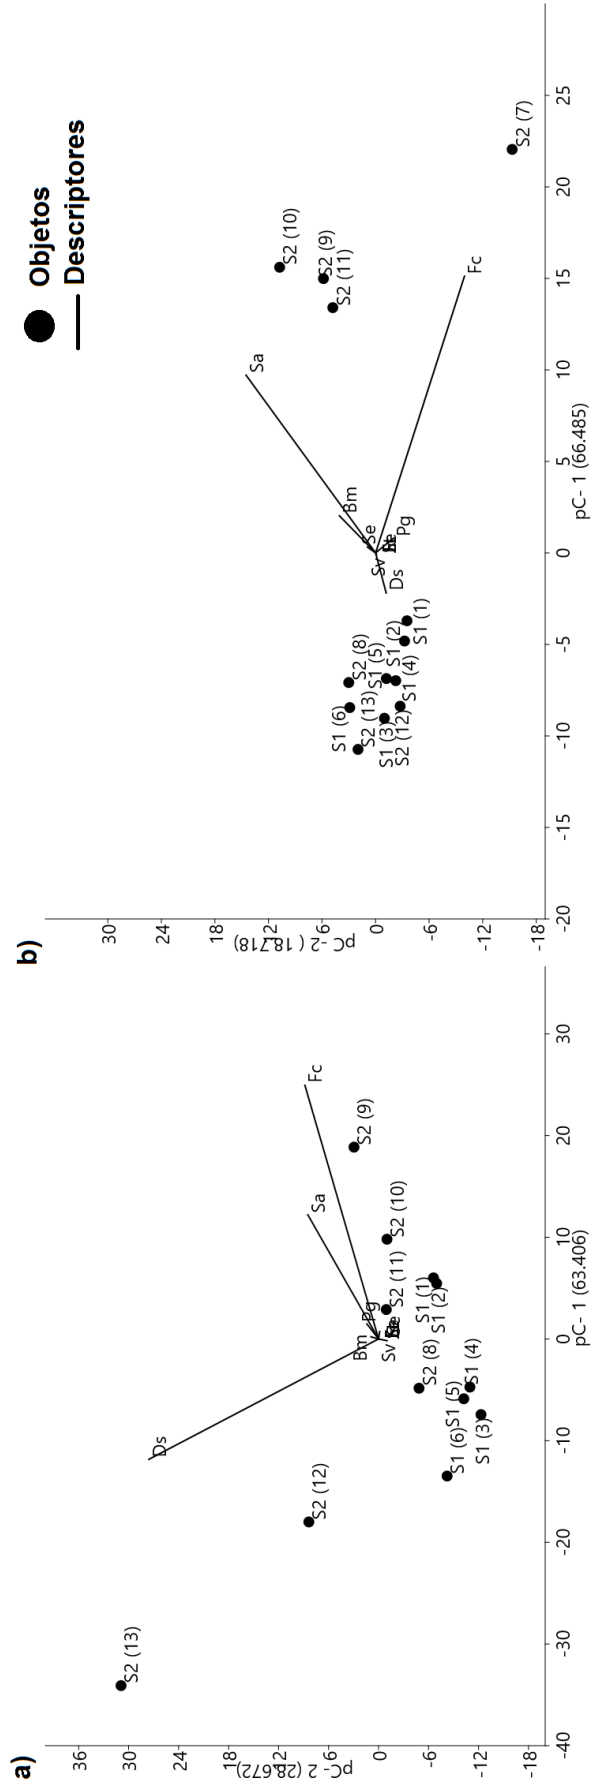 a)
36
30
24
18
12
6
0
-6
-12
-18
pC- 2 (28.672)
-40
-30
-20
-10
0
10
20
30
pC- 1 (63.406)
S2 (13)
S2 (12)
Ds
Fc
Sa
S2 (9)
S2 (10)
S2 (11)
Pg
Bm
Sv
S1 (1)
S1 (2)
S2 (8)
S1 (4)
S1 (5)
S1 (3)
S1 (6)
b)
Objetos
Descriptores
30
24
18
12
6
0
-6
-12
-18
pC -2 ( 18.718)
-20
-15
-10
-5
0
5
10
15
20
25
pC- 1 (66.485)
S2 (10)
S2 (9)
S2 (11)
S2 (7)
Sa
Fc
Bm
Se
Pg
Sv
Ds
S2 (8)
S1 (6)
S2 (13)
S1 (5)
S1 (2)
S1 (1)
S1 (4)
S1 (3)
S2 (12)